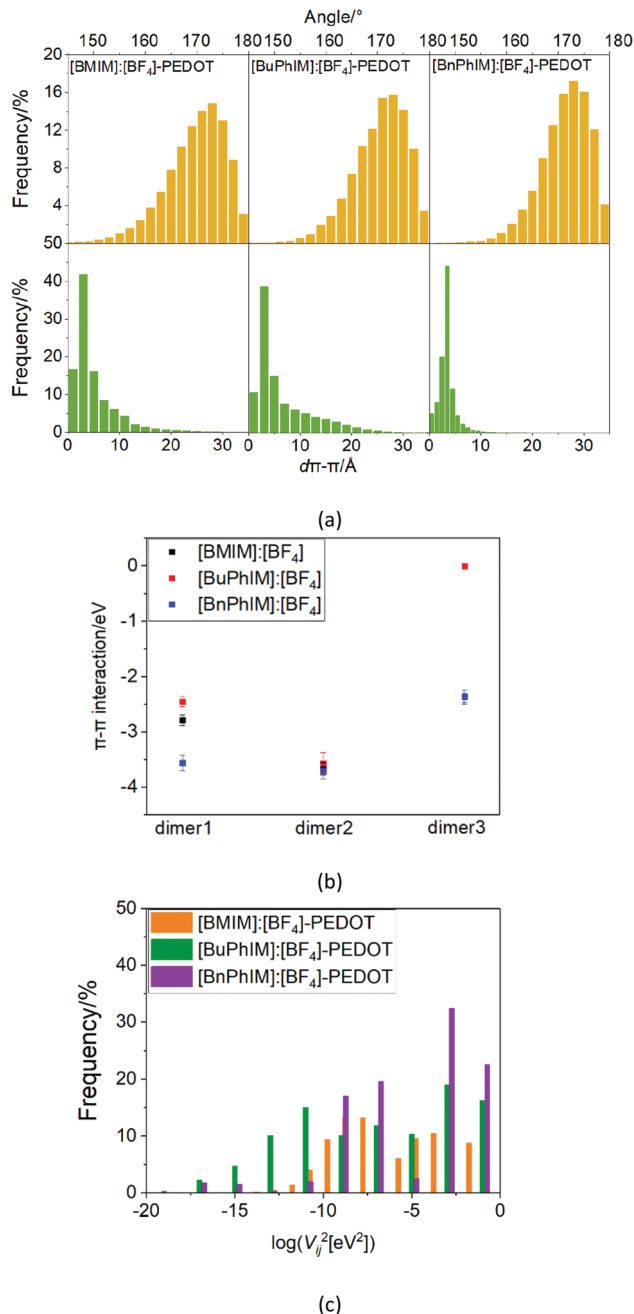 Angle/°
150 160 170 180 150 160 170 180 150 160 170 180
[BMIM]:[BF4]-PEDOT [BuPhIM]:[BF4]-PEDOT [BnPhIM]:[BF4]-PEDOT
Frequency/%
20
16
12
8
4
50
Frequency/%
40
30
20
10
0
0 10 20 30 0 10 20 30 0 10 20 30
dπ-π/Å
(a)
[BMIM]:[BF4]
[BuPhIM]:[BF4]
[BnPhIM]:[BF4]
π-π interaction/eV
0
-1
-2
-3
-4
dimer1 dimer2 dimer3
(b)
[BMIM]:[BF4]-PEDOT
[BuPhIM]:[BF4]-PEDOT
[BnPhIM]:[BF4]-PEDOT
Frequency/%
50
40
30
20
10
0
-20 -15 -10 -5 0
log(Vij²[eV²])
(c)